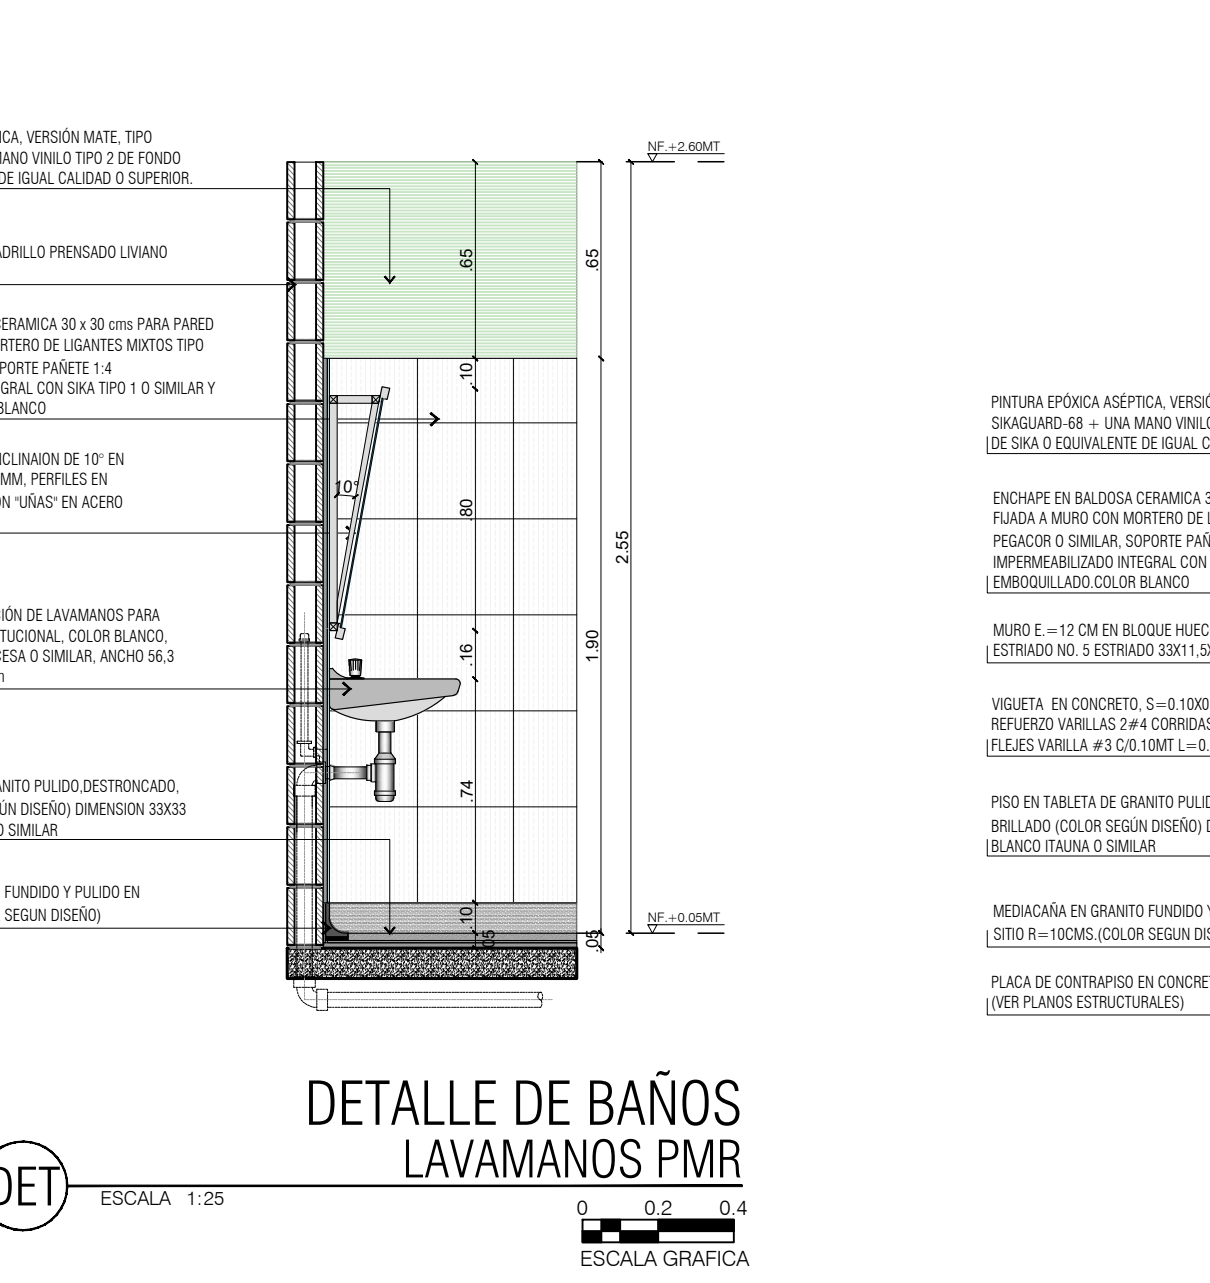 ICA, VERSIÓN MATE, TIPO
MANO VINILO TIPO 2 DE FONDO
DE IGUAL CALIDAD O SUPERIOR.
ADRILLO PRENSADO LIVIANO
CERAMICA 30 x 30 cms PARA PARED
RTERO DE LIGANTES MIXTOS TIPO
PORTE PAÑETE 1:4
GRAL CON SIKA TIPO 1 O SIMILAR Y
BLANCO
NCLINAION DE 10° EN
MM, PERFILES EN
ON "UÑAS" EN ACERO
IÓN DE LAVAMANOS PARA
TUCIONAL, COLOR BLANCO,
CESA O SIMILAR, ANCHO 56,3
ANITO PULIDO,DESTRONCADO,
ÚN DISEÑO) DIMENSION 33X33
O SIMILAR
FUNDIDO Y PULIDO EN
SEGUN DISEÑO)
NF.+2.60MT
.65
.65
.10
10°
.80
2.55
1.90
.16
.74
.10
.05
.05
NF.+0.05MT
PINTURA EPÓXICA ASÉPTICA, VERSIÓ
SIKAGUARD-68 + UNA MANO VINILO
DE SIKA O EQUIVALENTE DE IGUAL C
ENCHAPE EN BALDOSA CERAMICA 3
FIJADA A MURO CON MORTERO DE L
PEGACOR O SIMILAR, SOPORTE PAÑ
IMPERMEABILIZADO INTEGRAL CON
EMBOQUILLADO.COLOR BLANCO
MURO E.=12 CM EN BLOQUE HUEC
ESTRIADO NO. 5 ESTRIADO 33X11,5X
VIGUETA EN CONCRETO, S=0.10X0
REFUERZO VARILLAS 2#4 CORRIDAS
FLEJES VARILLA #3 C/0.10MT L=0.
PISO EN TABLETA DE GRANITO PULID
BRILLADO (COLOR SEGÚN DISEÑO) D
BLANCO ITAUNA O SIMILAR
MEDIACAÑA EN GRANITO FUNDIDO Y
SITIO R=10CMS.(COLOR SEGUN DIS
PLACA DE CONTRAPISO EN CONCRET
(VER PLANOS ESTRUCTURALES)
DETALLE DE BAÑOS
LAVAMANOS PMR
DET
ESCALA 1:25
0 0.2 0.4
ESCALA GRAFICA